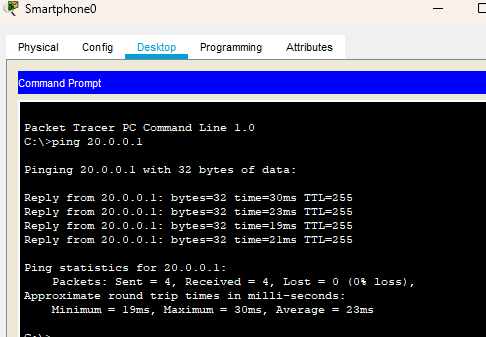 Smartphone0
Physical Config Desktop Programming Attributes
Command Prompt
Packet Tracer PC Command Line 1.0
C:\>ping 20.0.0.1
Pinging 20.0.0.1 with 32 bytes of data:
Reply from 20.0.0.1: bytes=32 time=30ms TTL=255
Reply from 20.0.0.1: bytes=32 time=23ms TTL=255
Reply from 20.0.0.1: bytes=32 time=19ms TTL=255
Reply from 20.0.0.1: bytes=32 time=21ms TTL=255
Ping statistics for 20.0.0.1:
Packets: Sent = 4, Received = 4, Lost = 0 (0% loss),
Approximate round trip times in milli-seconds:
Minimum = 19ms, Maximum = 30ms, Average = 23ms
C:\>